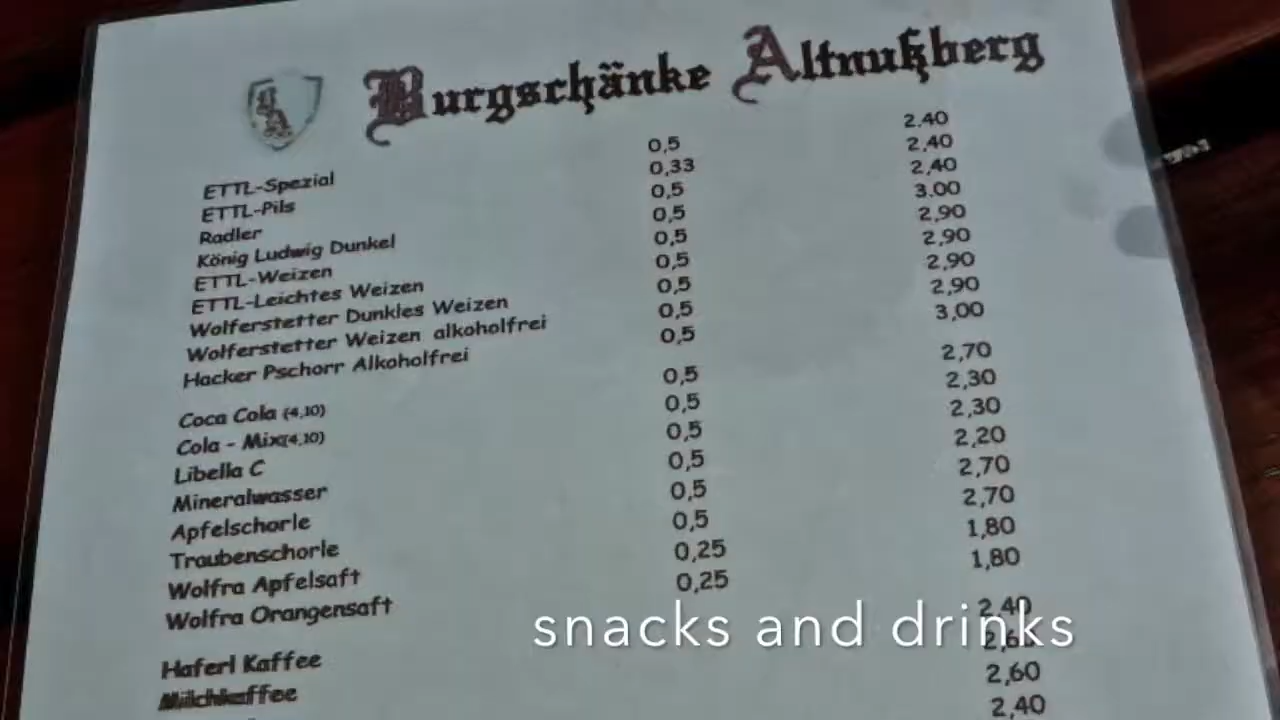 BA Burgschänke Altnußberg
ETTL-Spezial 0,5 2.40
ETTL-Pils 0,33 2,40
Radler 0,5 2,40
König Ludwig Dunkel 0,5 3.00
ETTL-Weizen 0,5 2,90
ETTL-Leichtes Weizen 0,5 2,90
Wolferstetter Dunkles Weizen 0,5 2,90
Wolferstetter Weizen alkoholfrei 0,5 2,90
Hacker Pschorr Alkoholfrei 0,5 3,00
Coca Cola (4,10) 0,5 2,70
Cola - Mix(4,10) 0,5 2,30
Libella C 0,5 2,30
Mineralwasser 0,5 2,20
Apfelschorle 0,5 2,70
Traubenschorle 0,5 2,70
Wolfra Apfelsaft 0,25 1,80
Wolfra Orangensaft 0,25 1,80
Haferl Kaffee 2,40
snacks and drinks
Milchkaffee
2,60
2,40